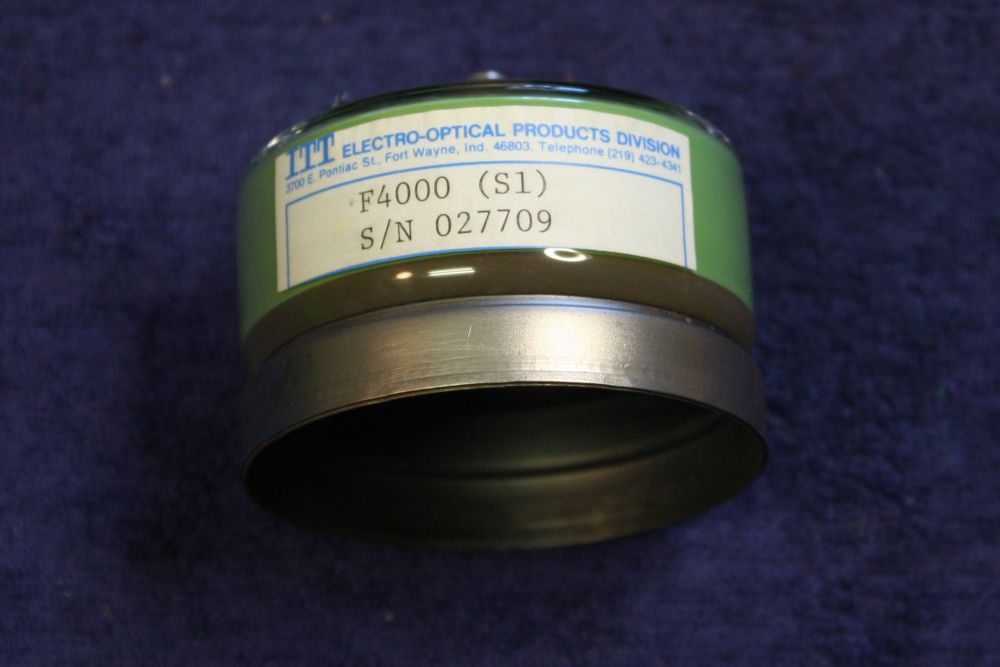 ITT ELECTRO-OPTICAL PRODUCTS DIVISION
3700 E. Pontiac St., Fort Wayne, Ind. 46803. Telephone (219) 423-4341
F4000 (S1)
S/N 027709